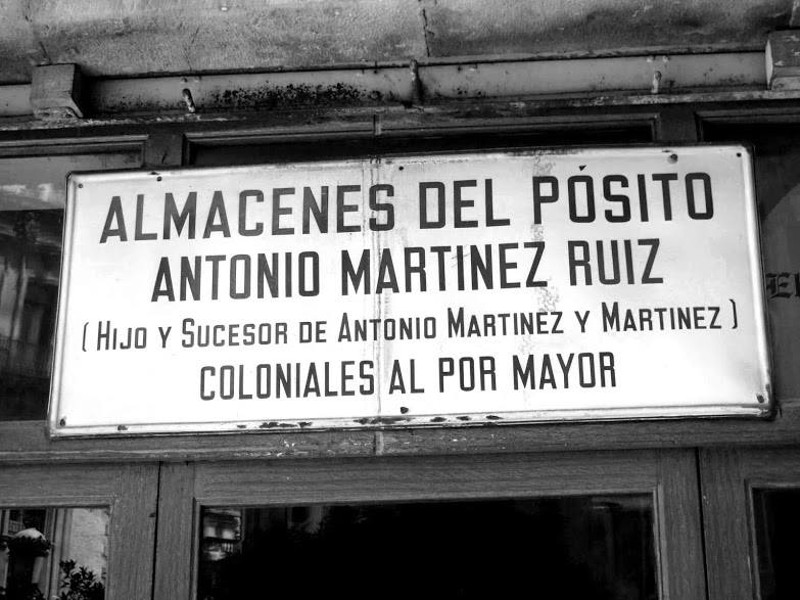 ALMACENES DEL PÓSITO
ANTONIO MARTINEZ RUIZ
(HIJO Y SUCESOR DE ANTONIO MARTINEZ Y MARTINEZ)
COLONIALES AL POR MAYOR